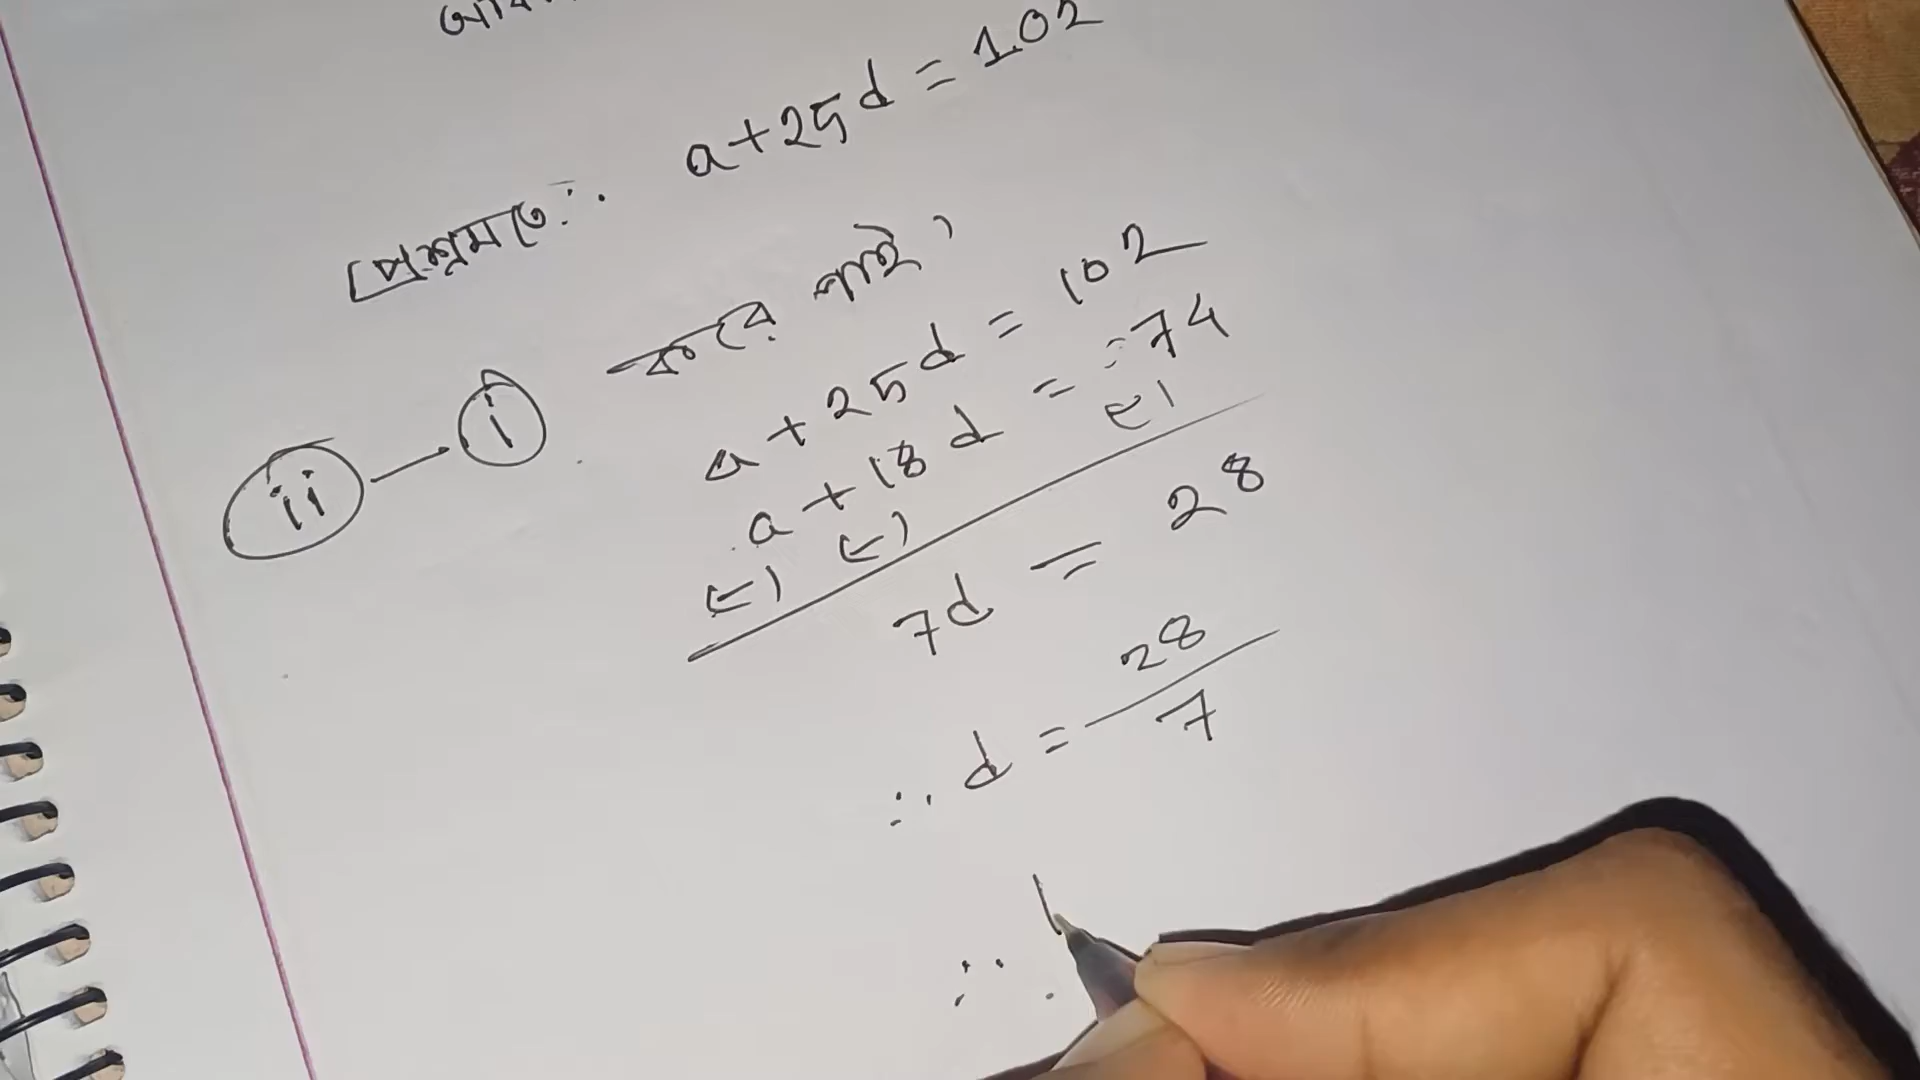 a + 25d = 102
প্রশ্নমতে ∴
ii — i করে পাই,
a + 25d = 102
a + 18d = 74
(-) (-) (-)
7d = 28
∴ d = 28/7
∴